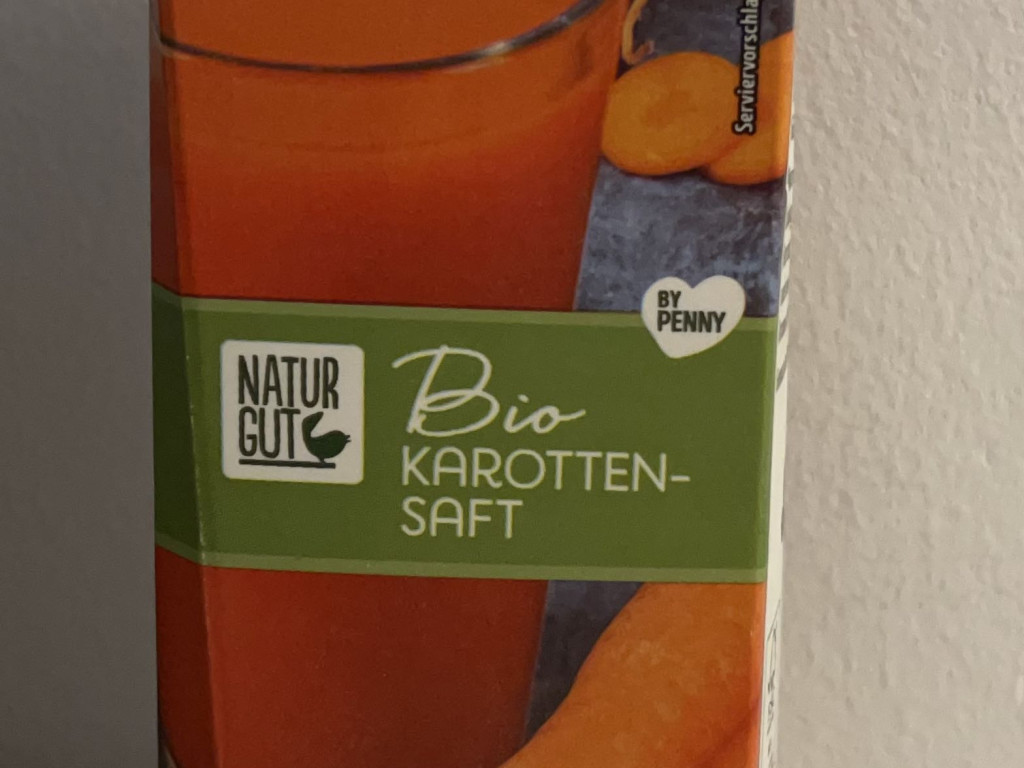 BY
PENNY
NATUR
GUT
Bio
KAROTTEN-
SAFT